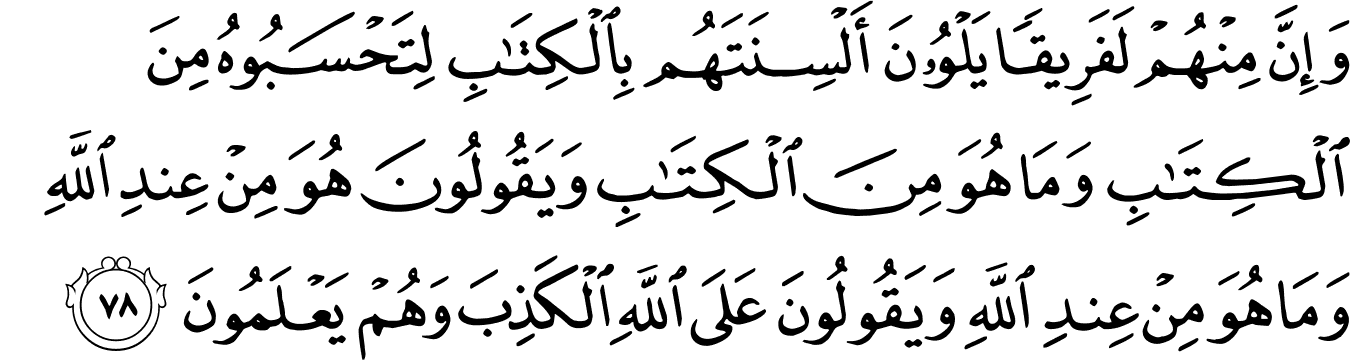 وَإِنَّ مِنْهُمْ لَفَرِيقًا يَلْوُۥنَ أَلْسِنَتَهُم بِٱلْكِتَـٰبِ لِتَحْسَبُوهُ مِنَ
ٱلْكِتَـٰبِ وَمَا هُوَ مِنَ ٱلْكِتَـٰبِ وَيَقُولُونَ هُوَ مِنْ عِندِ ٱللَّهِ
وَمَا هُوَ مِنْ عِندِ ٱللَّهِ وَيَقُولُونَ عَلَى ٱللَّهِ ٱلْكَذِبَ وَهُمْ يَعْلَمُونَ ٧٨